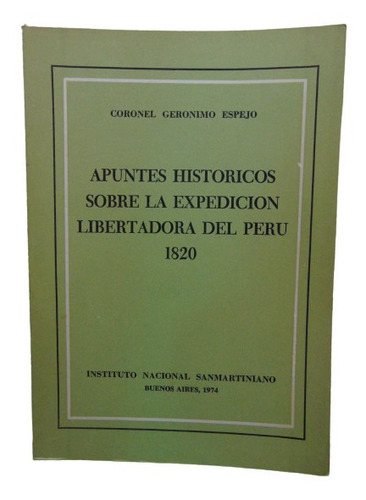 CORONEL GERONIMO ESPEJO
APUNTES HISTORICOS
SOBRE LA EXPEDICION
LIBERTADORA DEL PERU
1820
INSTITUTO NACIONAL SANMARTINIANO
BUENOS AIRES, 1974